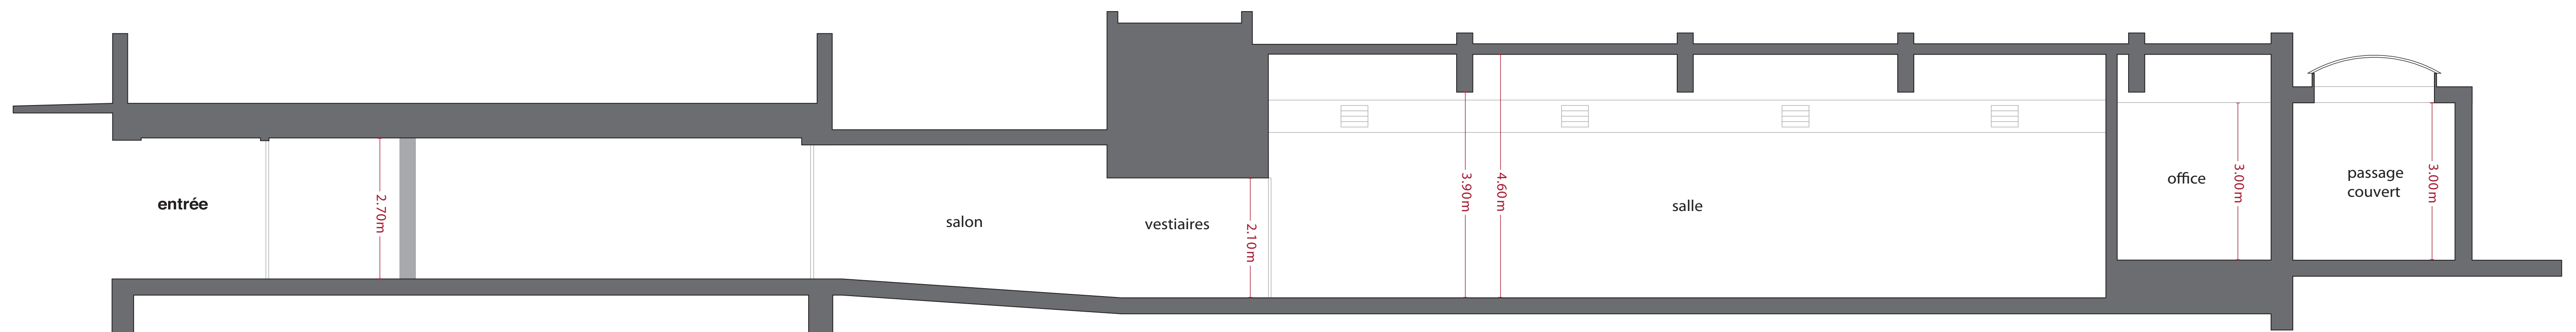 entrée
2.70m
salon
vestiaires
2.10m
3.90m
4.60m
salle
office
3.00m
passage
couvert
3.00m